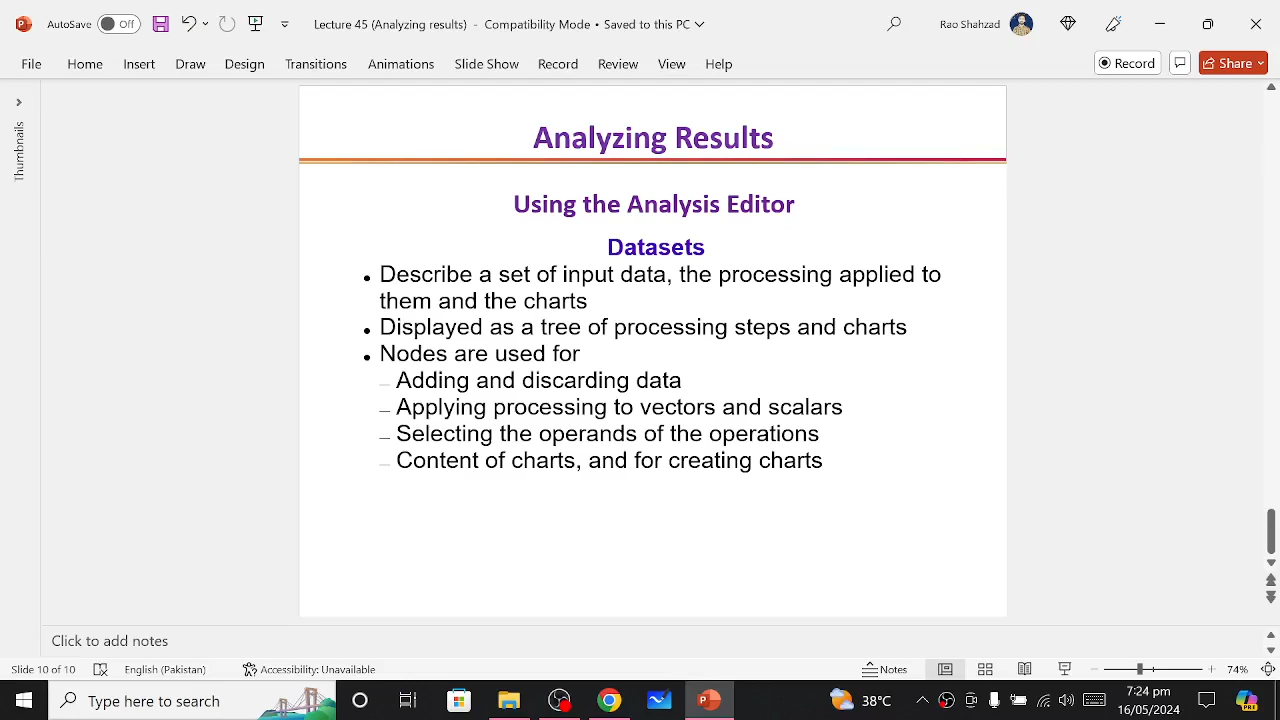 AutoSave Off Lecture 45 (Analyzing results) - Compatibility Mode • Saved to this PC Rao Shahzad
File Home Insert Draw Design Transitions Animations Slide Show Record Review View Help Record Share
Thumbnails
Analyzing Results
Using the Analysis Editor
Datasets
• Describe a set of input data, the processing applied to
them and the charts
• Displayed as a tree of processing steps and charts
• Nodes are used for
– Adding and discarding data
– Applying processing to vectors and scalars
– Selecting the operands of the operations
– Content of charts, and for creating charts
Click to add notes
Slide 10 of 10 English (Pakistan) Accessibility: Unavailable Notes 74%
Type here to search 38°C 7:24 pm
16/05/2024 PRE